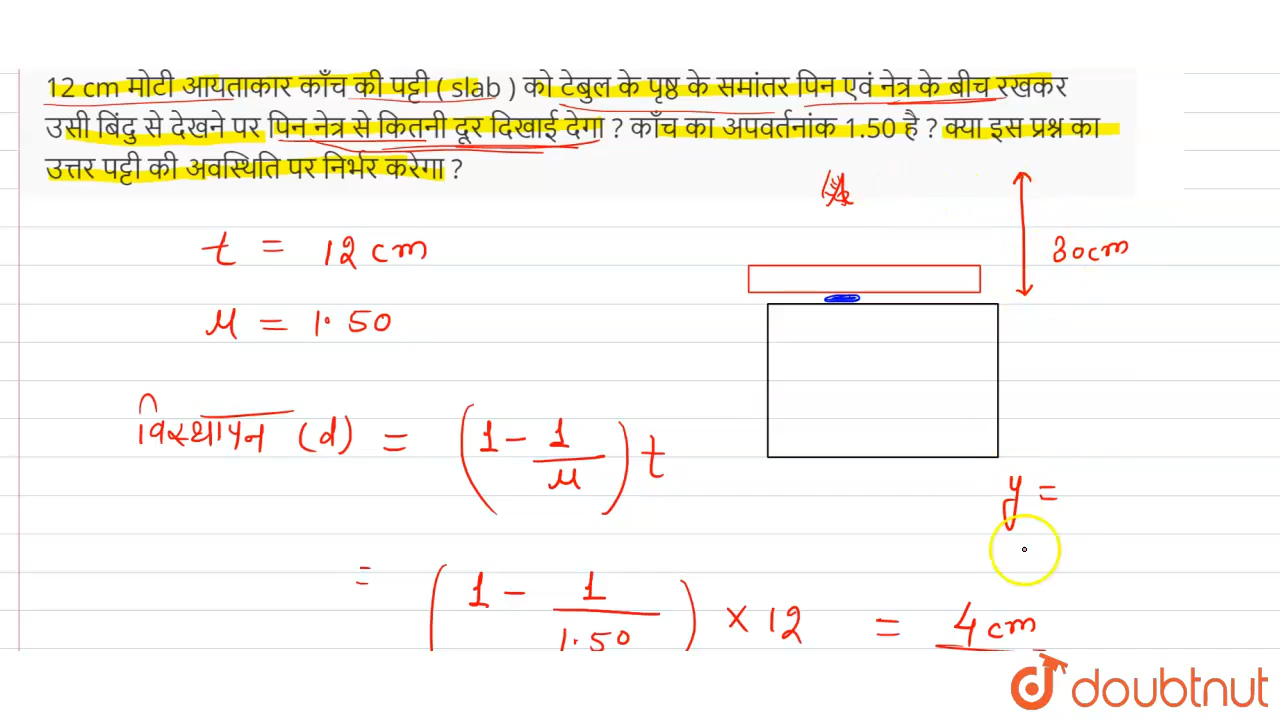 12 cm मोटी आयताकार काँच की पट्टी ( slab ) को टेबुल के पृष्ठ के समांतर पिन एवं नेत्र के बीच रखकर
उसी बिंदु से देखने पर पिन नेत्र से कितनी दूर दिखाई देगा ? काँच का अपवर्तनांक 1.50 है ? क्या इस प्रश्न का
उत्तर पट्टी की अवस्थिति पर निर्भर करेगा ?
t = 12 cm
30cm
μ = 1.50
विस्थापन (d) = (1 - 1/μ) t
y =
= (1 - 1/1.50) × 12 = 4 cm
doubtnut